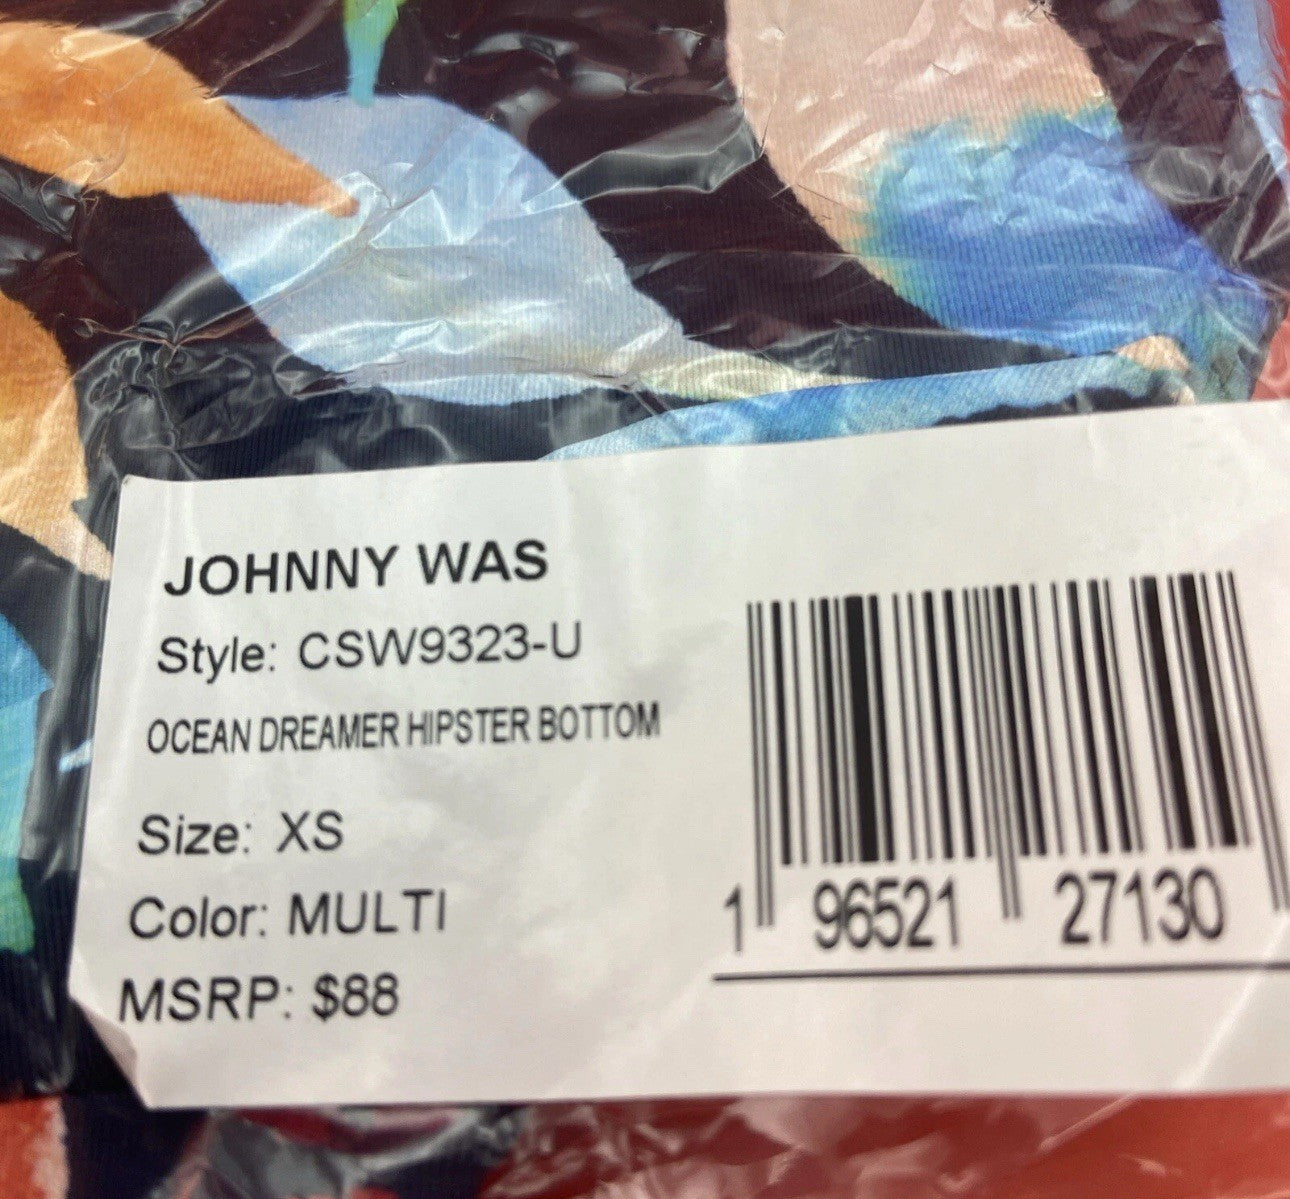 JOHNNY WAS
Style: CSW9323-U
OCEAN DREAMER HIPSTER BOTTOM
Size: XS
Color: MULTI
MSRP: $88
1 96521 27130